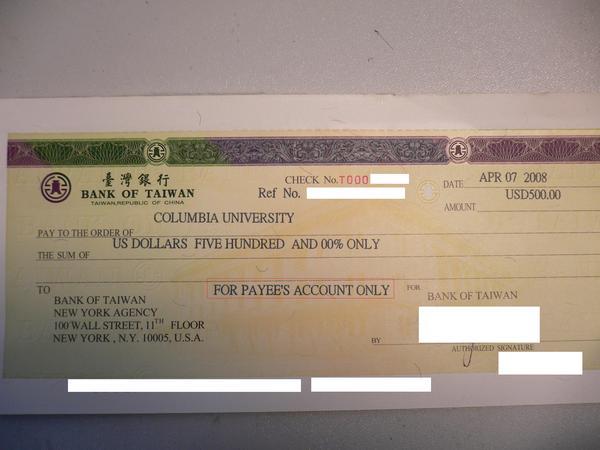 臺灣銀行
BANK OF TAIWAN
TAIWAN,REPUBLIC OF CHINA
CHECK No.T000
Ref No.
DATE APR 07 2008
AMOUNT USD500.00
COLUMBIA UNIVERSITY
PAY TO THE ORDER OF
US DOLLARS FIVE HUNDRED AND 00% ONLY
THE SUM OF
TO
BANK OF TAIWAN
NEW YORK AGENCY
100 WALL STREET, 11TH FLOOR
NEW YORK , N.Y. 10005, U.S.A.
FOR PAYEE'S ACCOUNT ONLY
FOR BANK OF TAIWAN
BY
AUTHORIZED SIGNATURE